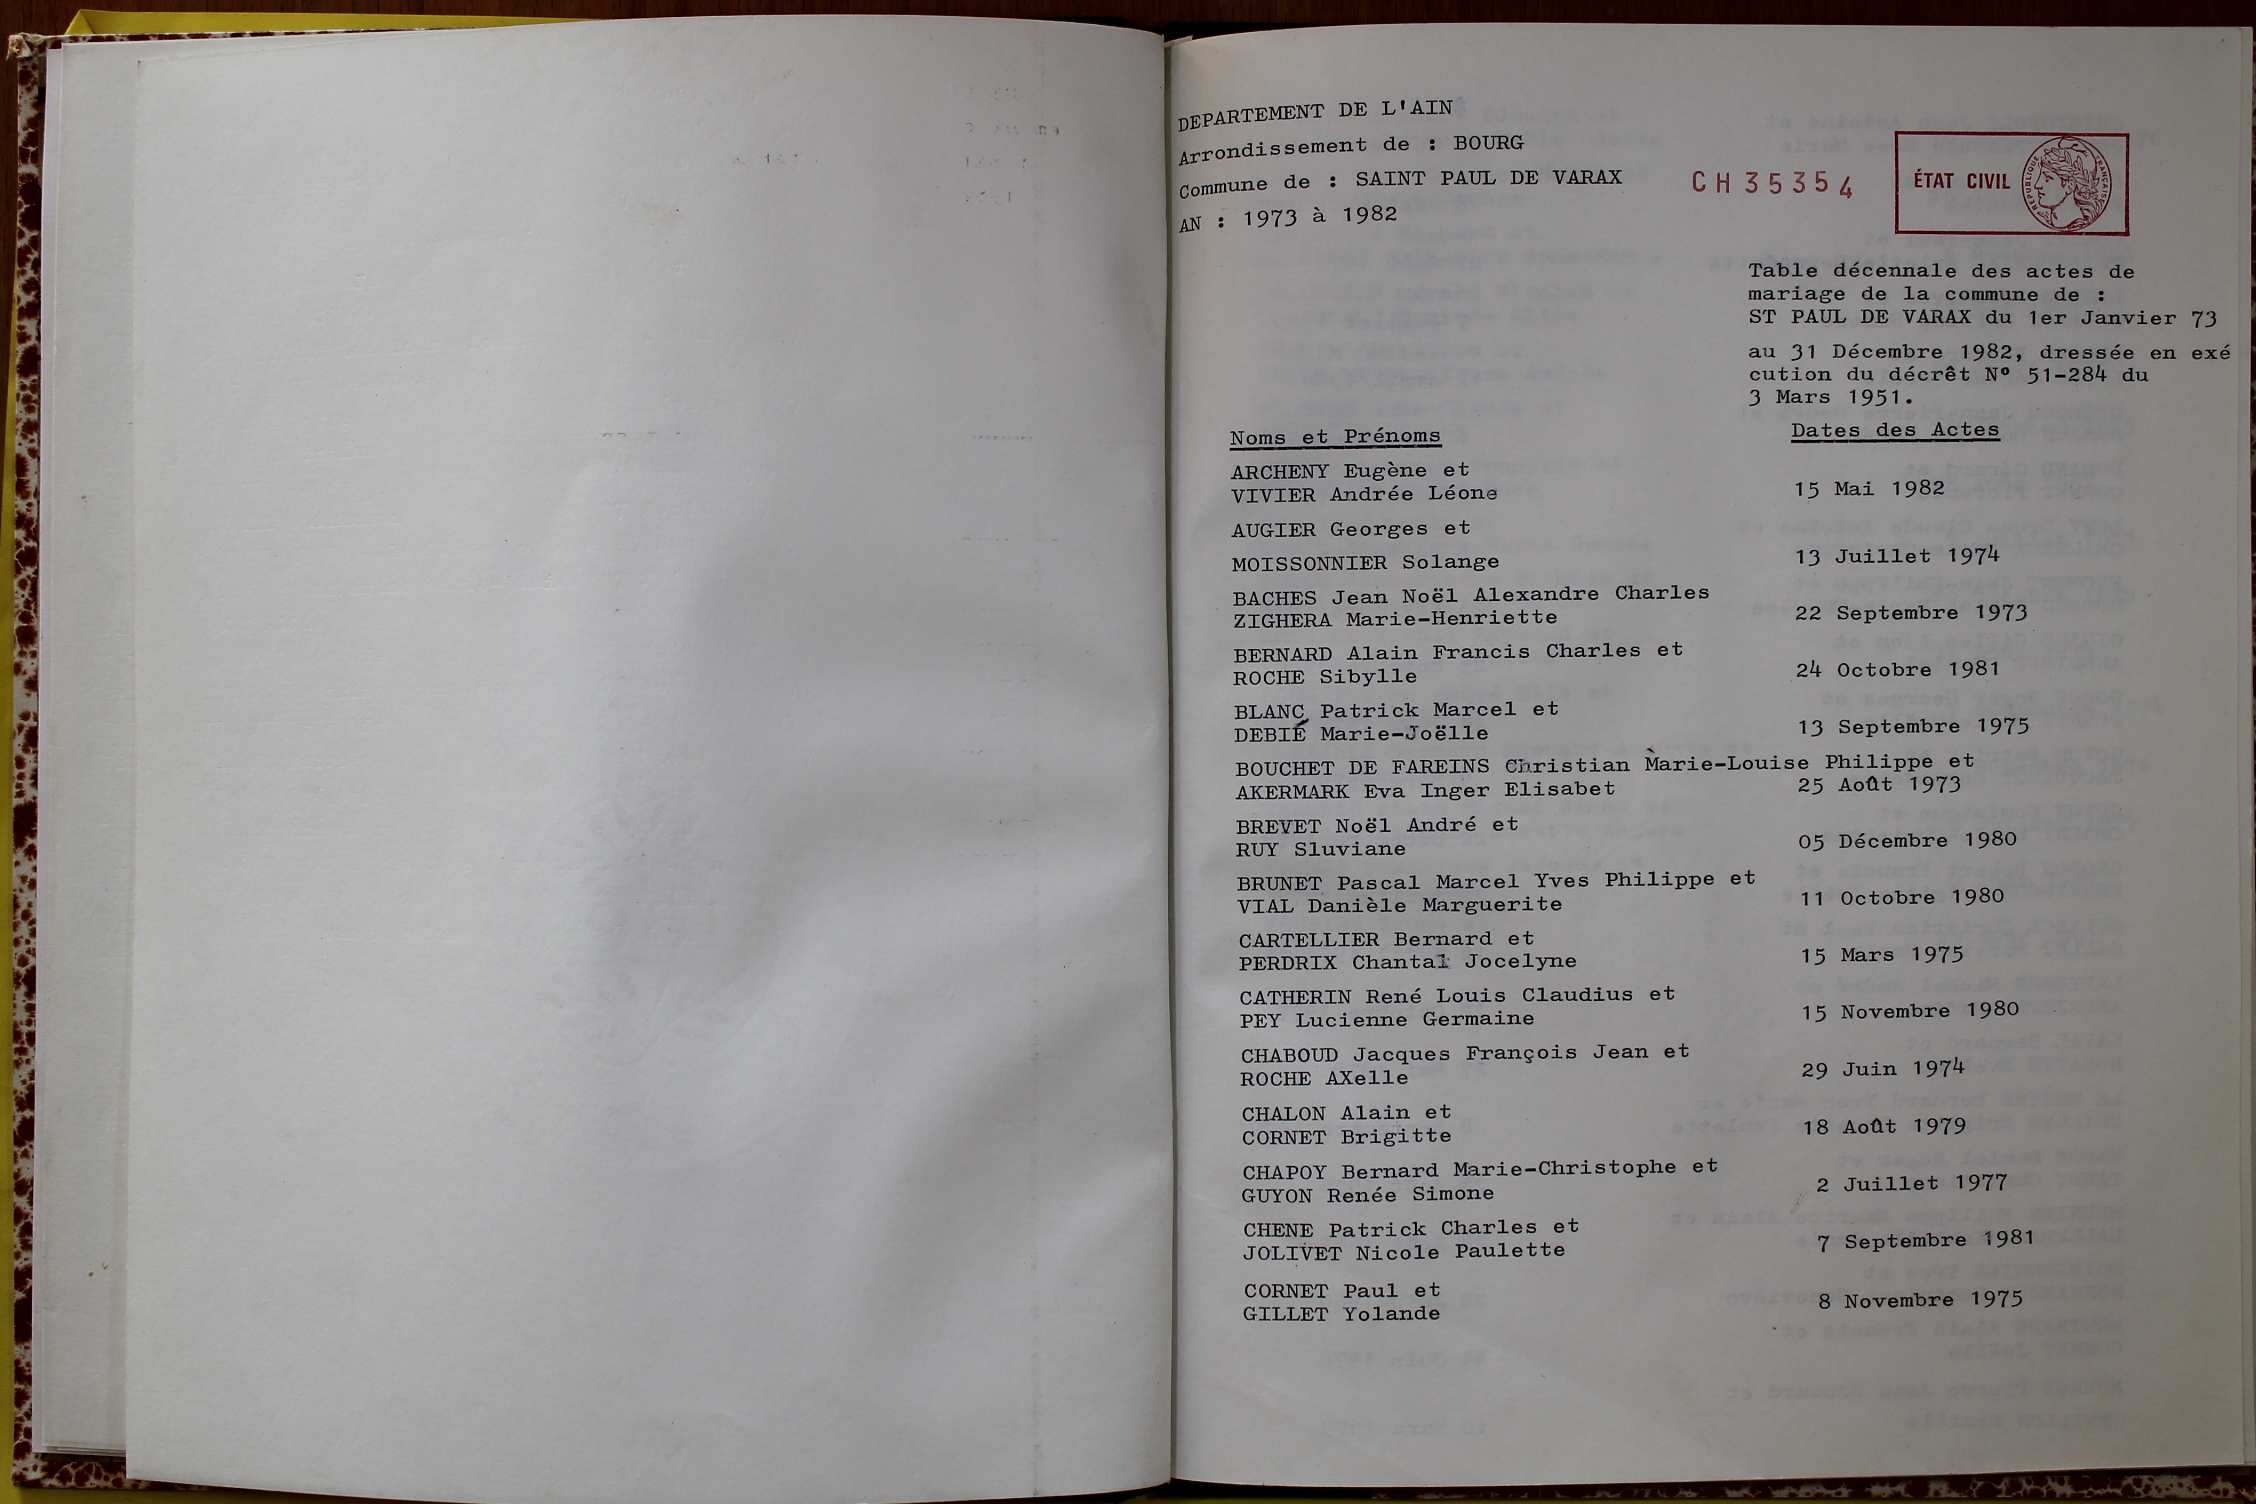 DEPARTEMENT DE L'AIN
Arrondissement de : BOURG
Commune de : SAINT PAUL DE VARAX
AN : 1973 à 1982
CH 35354
ÉTAT CIVIL
RÉPUBLIQUE FRANÇAISE
Table décennale des actes de
mariage de la commune de :
ST PAUL DE VARAX du 1er Janvier 73
au 31 Décembre 1982, dressée en exé
cution du décrêt Nº 51-284 du
3 Mars 1951.
Noms et Prénoms
Dates des Actes
ARCHENY Eugène et
VIVIER Andrée Léone
15 Mai 1982
AUGIER Georges et
MOISSONNIER Solange
13 Juillet 1974
BACHES Jean Noël Alexandre Charles
ZIGHERA Marie-Henriette
22 Septembre 1973
BERNARD Alain Francis Charles et
ROCHE Sibylle
24 Octobre 1981
BLANC Patrick Marcel et
DEBIÉ Marie-Joëlle
13 Septembre 1975
BOUCHET DE FAREINS Christian Marie-Louise Philippe et
AKERMARK Eva Inger Elisabet
25 Août 1973
BREVET Noël André et
RUY Sluviane
05 Décembre 1980
BRUNET Pascal Marcel Yves Philippe et
VIAL Danièle Marguerite
11 Octobre 1980
CARTELLIER Bernard et
PERDRIX Chantal Jocelyne
15 Mars 1975
CATHERIN René Louis Claudius et
PEY Lucienne Germaine
15 Novembre 1980
CHABOUD Jacques François Jean et
ROCHE AXelle
29 Juin 1974
CHALON Alain et
CORNET Brigitte
18 Août 1979
CHAPOY Bernard Marie-Christophe et
GUYON Renée Simone
2 Juillet 1977
CHENE Patrick Charles et
JOLIVET Nicole Paulette
7 Septembre 1981
CORNET Paul et
GILLET Yolande
8 Novembre 1975